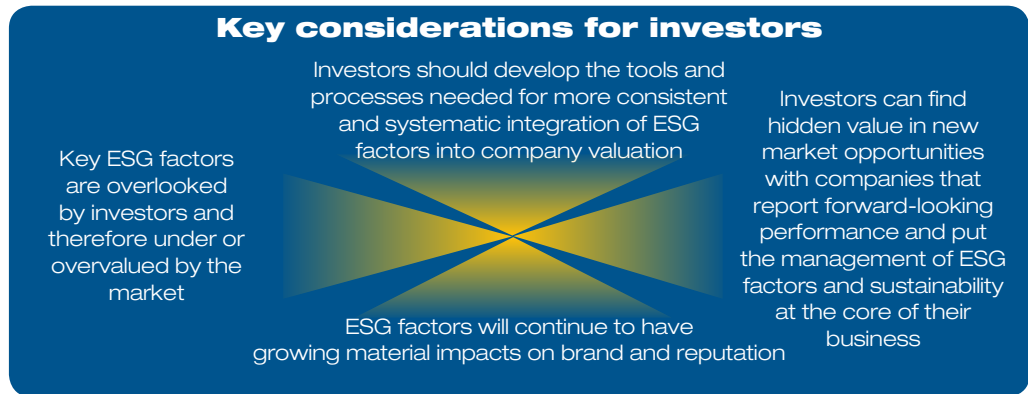 Key considerations for investors
Investors should develop the tools and
processes needed for more consistent
and systematic integration of ESG
factors into company valuation
Key ESG factors
are overlooked
by investors and
therefore under or
overvalued by the
market
Investors can find
hidden value in new
market opportunities
with companies that
report forward-looking
performance and put
the management of ESG
factors and sustainability
at the core of their
business
ESG factors will continue to have
growing material impacts on brand and reputation